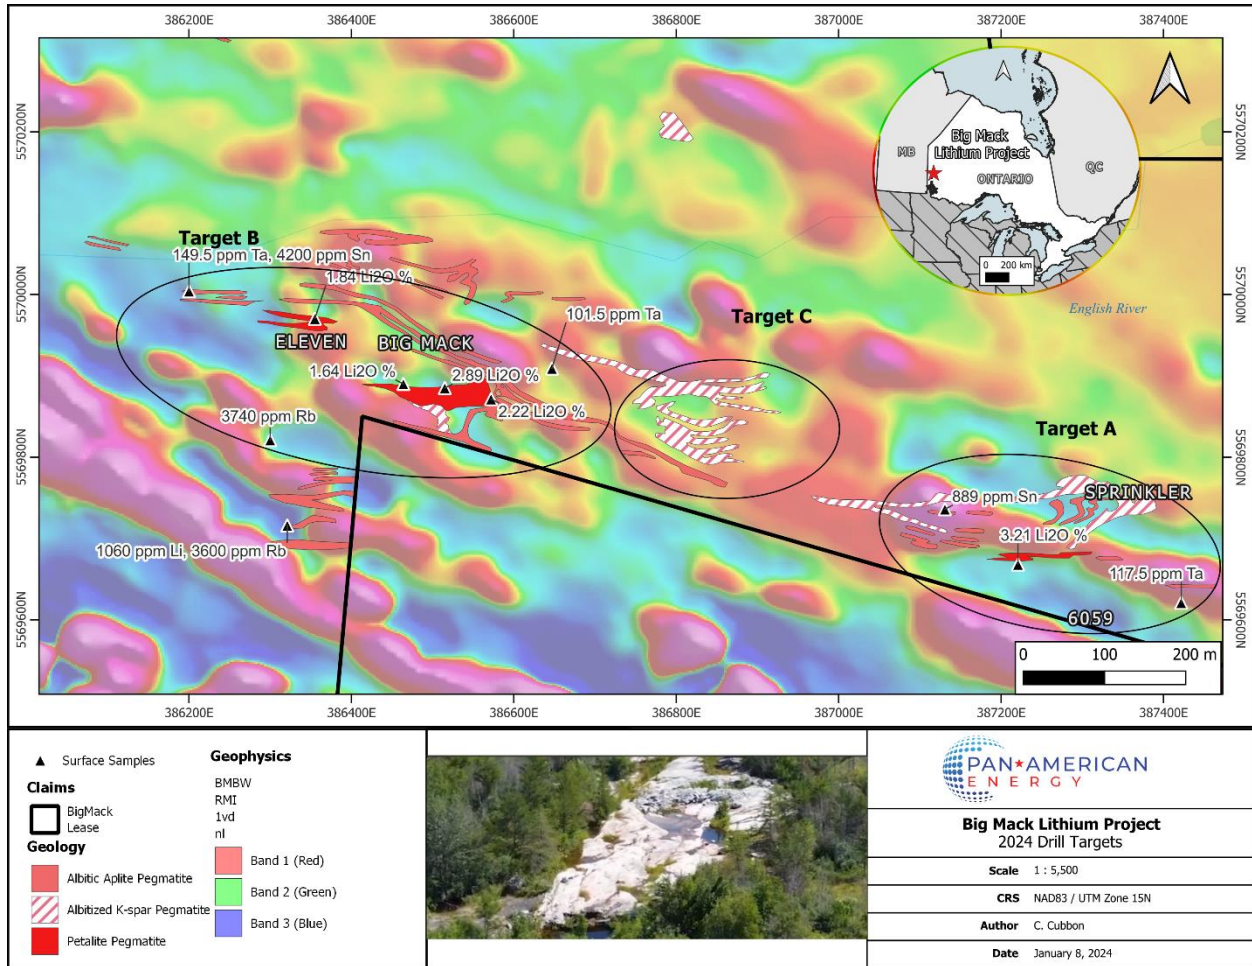 386200E
386400E
386600E
386800E
387000E
387200E
387400E
5570200N
5570000N
5569800N
5569600N
5570200N
5570000N
5569800N
5569600N
Big Mack
Lithium Project
MB
ONTARIO
QC
0 200 km
English River
Target B
149.5 ppm Ta, 4200 ppm Sn
1.84 Li2O %
ELEVEN
BIG MACK
101.5 ppm Ta
Target C
1.64 Li2O %
2.89 Li2O %
2.22 Li2O %
3740 ppm Rb
1060 ppm Li, 3600 ppm Rb
Target A
889 ppm Sn
SPRINKLER
3.21 Li2O %
117.5 ppm Ta
6059
0 100 200 m
386200E
386400E
386600E
386800E
387000E
387200E
387400E
Surface Samples
Claims
BigMack
Lease
Geology
Albitic Aplite Pegmatite
Albitized K-spar Pegmatite
Petalite Pegmatite
Geophysics
BMBW
RMI
1vd
nl
Band 1 (Red)
Band 2 (Green)
Band 3 (Blue)
PAN AMERICAN
ENERGY
Big Mack Lithium Project
2024 Drill Targets
Scale 1 : 5,500
CRS NAD83 / UTM Zone 15N
Author C. Cubbon
Date January 8, 2024